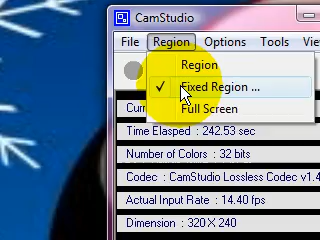 CamStudio
File Region Options Tools
Region
✓ Fixed Region ...
Full Screen
Time Elasped : 242.53 sec
Number of Colors : 32 bits
Codec : CamStudio Lossless Codec v1.4
Actual Input Rate : 14.40 fps
Dimension : 320 X 240